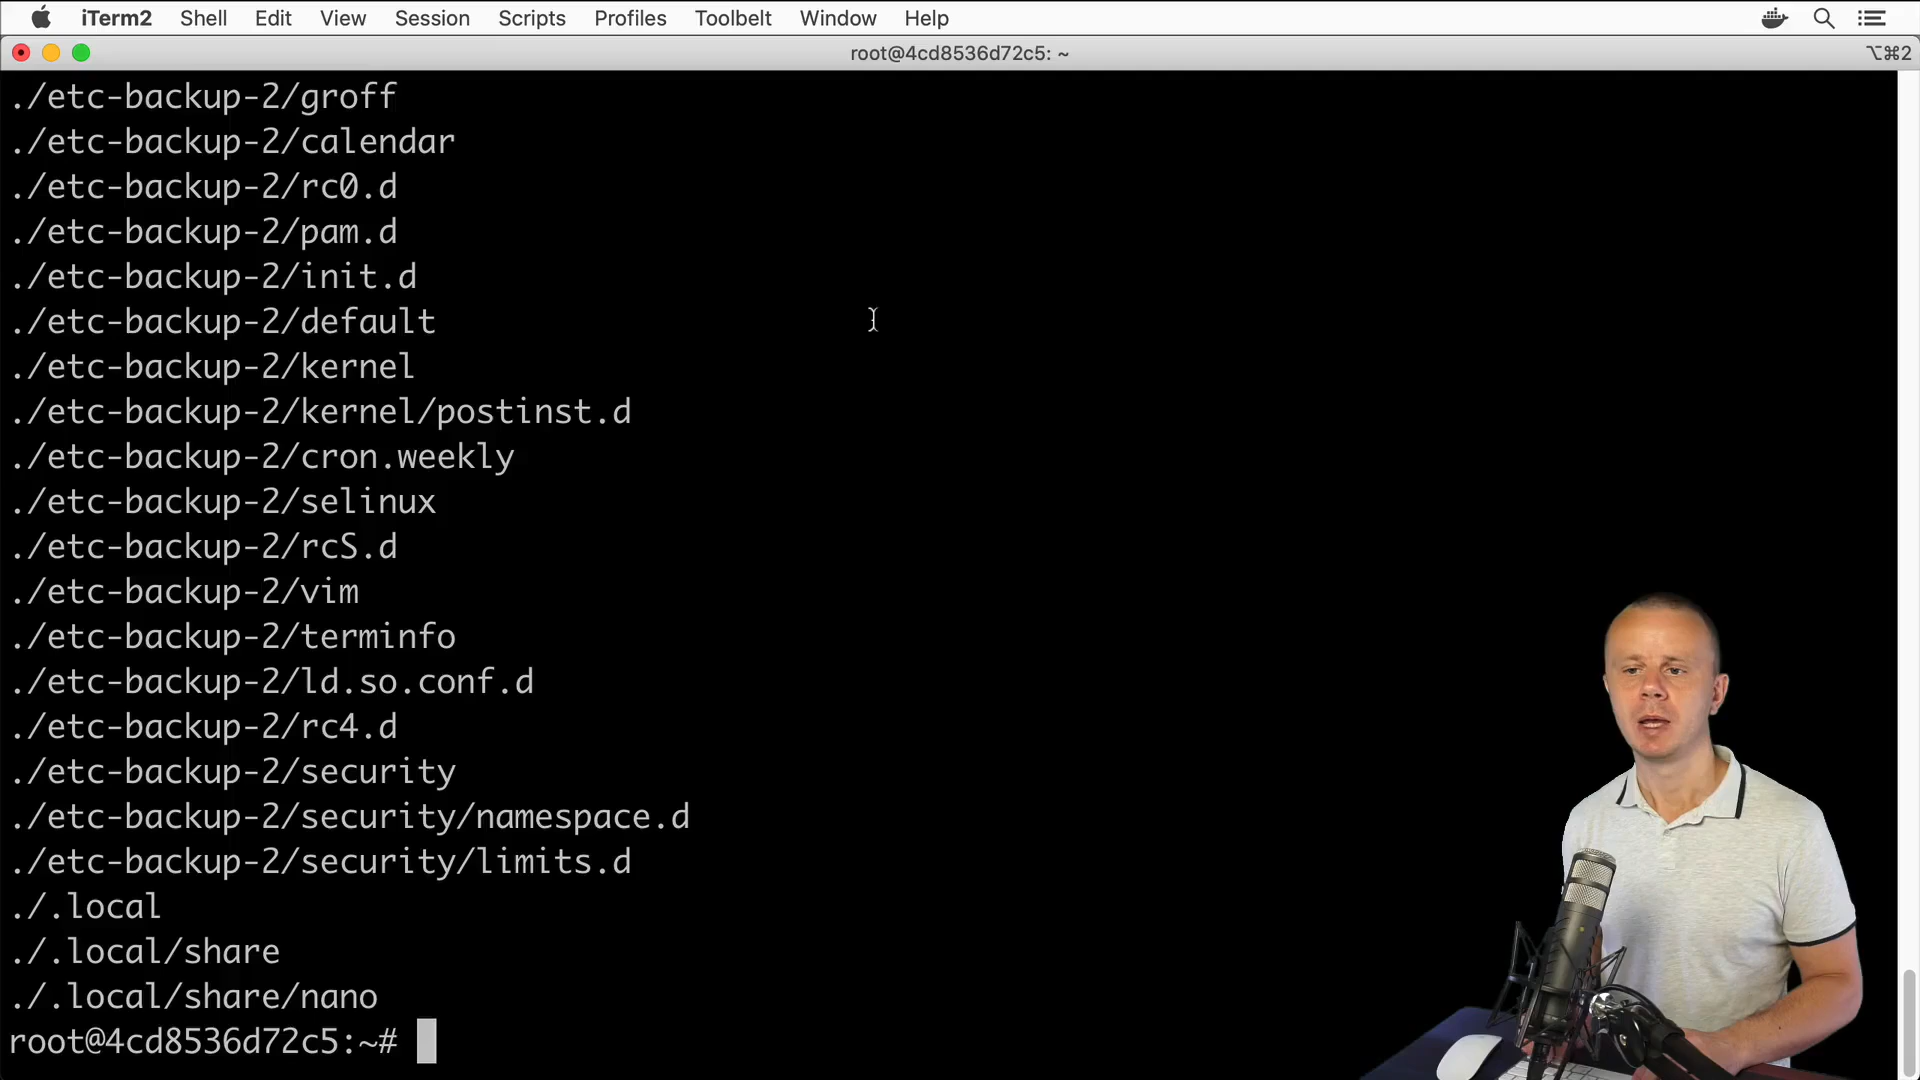 iTerm2 Shell Edit View Session Scripts Profiles Toolbelt Window Help
root@4cd8536d72c5: ~ ⌥⌘2
./etc-backup-2/groff
./etc-backup-2/calendar
./etc-backup-2/rc0.d
./etc-backup-2/pam.d
./etc-backup-2/init.d
./etc-backup-2/default
./etc-backup-2/kernel
./etc-backup-2/kernel/postinst.d
./etc-backup-2/cron.weekly
./etc-backup-2/selinux
./etc-backup-2/rcS.d
./etc-backup-2/vim
./etc-backup-2/terminfo
./etc-backup-2/ld.so.conf.d
./etc-backup-2/rc4.d
./etc-backup-2/security
./etc-backup-2/security/namespace.d
./etc-backup-2/security/limits.d
./.local
./.local/share
./.local/share/nano
root@4cd8536d72c5:~#